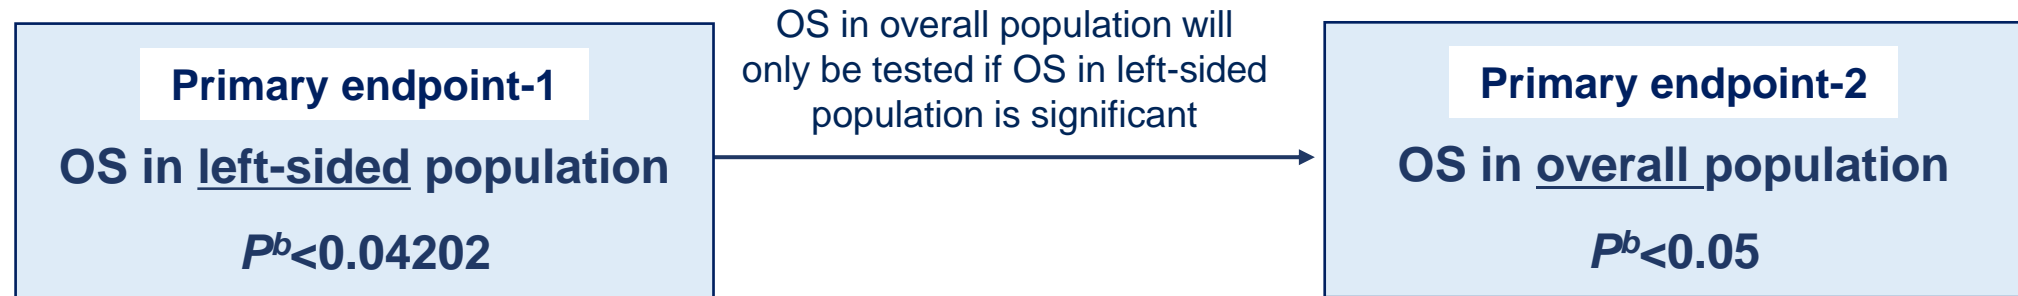 Primary endpoint-1
OS in left-sided population
Pb<0.04202
OS in overall population will
only be tested if OS in left-sided
population is significant
Primary endpoint-2
OS in overall population
Pb<0.05